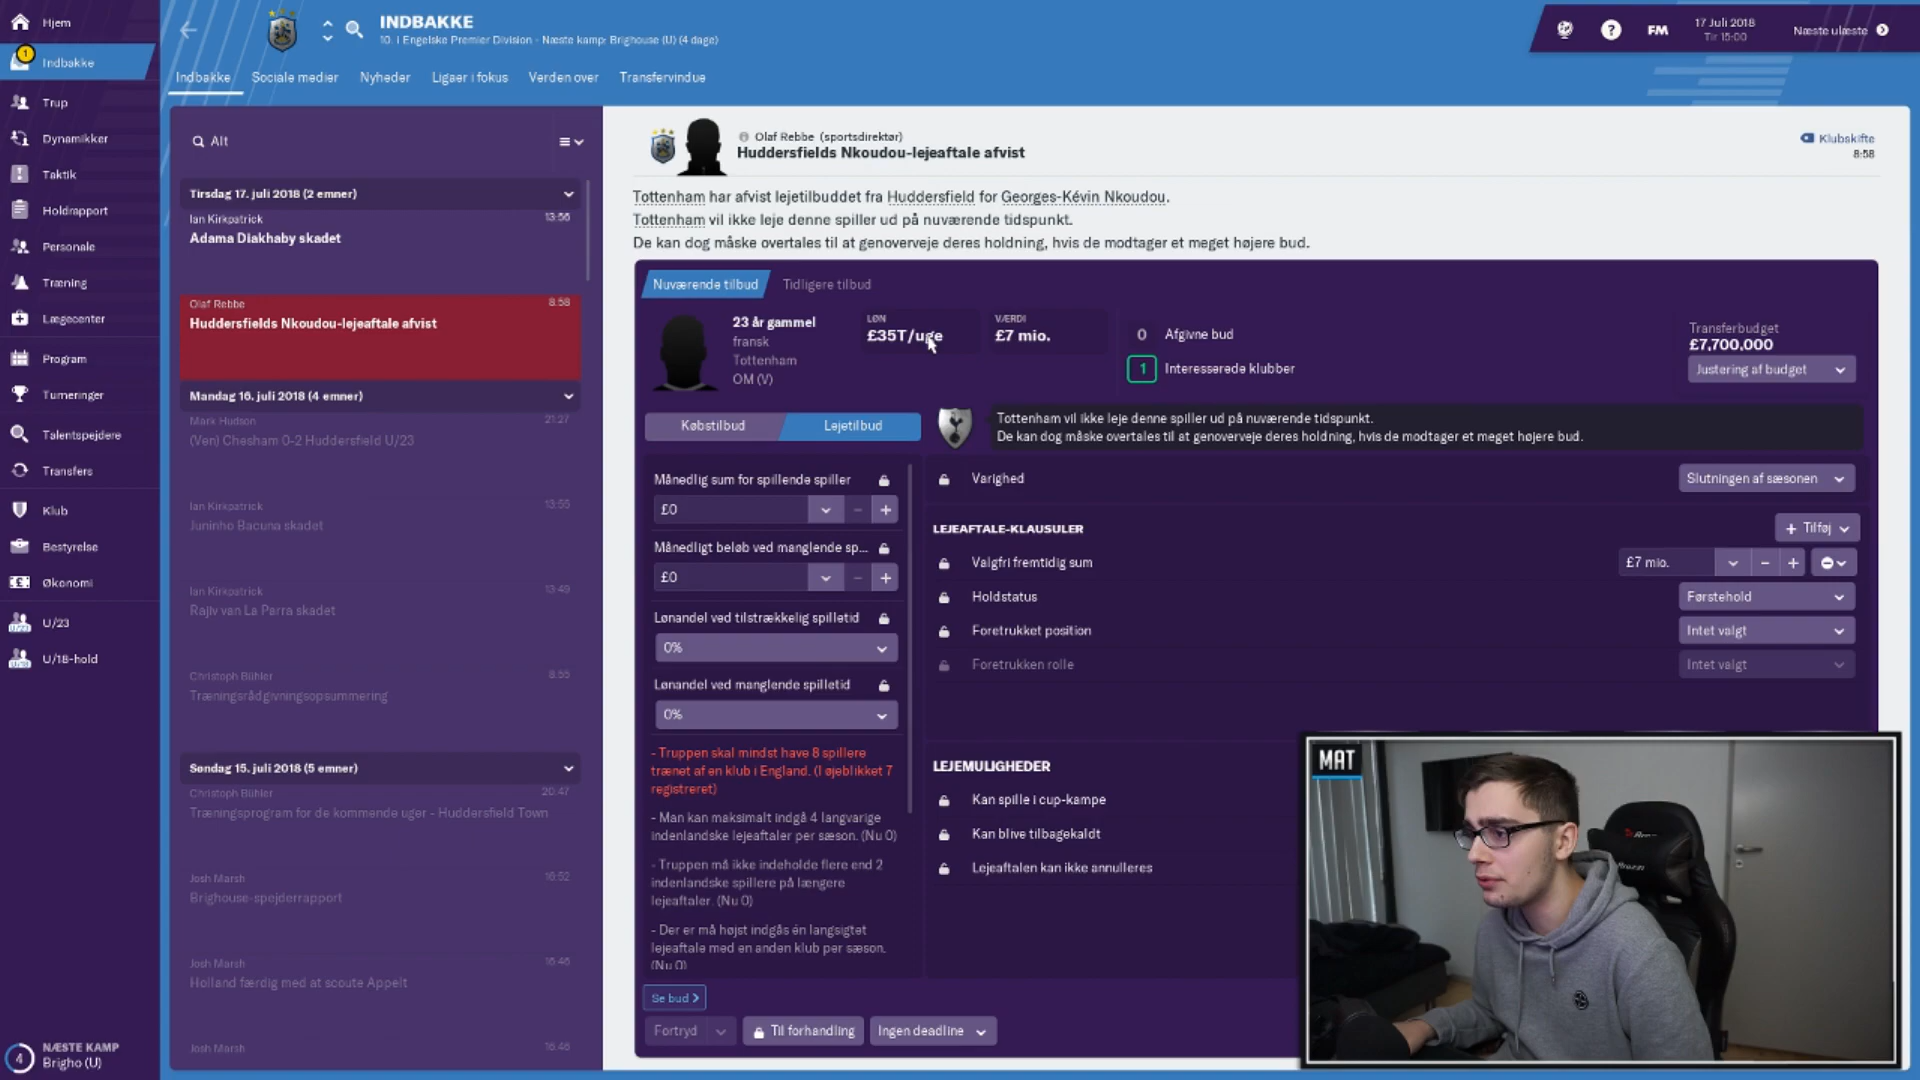 Hjem
1
Indbakke
Trup
Dynamikker
Taktik
Holdrapport
Personale
Træning
Lægecenter
Program
Turneringer
Talentspejdere
Transfers
Klub
Bestyrelse
Økonomi
U/23
U/18-hold
4
NÆSTE KAMP
Brigho (U)
INDBAKKE
10. i Engelske Premier Division - Næste kamp: Brighouse (U) (4 dage)
Indbakke
Sociale medier
Nyheder
Ligaer i fokus
Verden over
Transfervindue
?
FM
17 Juli 2018
Tir 15:00
Næste ulæste
Alt
Tirsdag 17. juli 2018 (2 emner)
Ian Kirkpatrick 13:56
Adama Diakhaby skadet
Olaf Rebbe 8:58
Huddersfields Nkoudou-lejeaftale afvist
Mandag 16. juli 2018 (4 emner)
Mark Hudson 21:27
(Ven) Chesham 0-2 Huddersfield U/23
Ian Kirkpatrick 13:55
Juninho Bacuna skadet
Ian Kirkpatrick 13:49
Rajiv van La Parra skadet
Christoph Bühler 8:55
Træningsrådgivningsopsummering
Søndag 15. juli 2018 (5 emner)
Christoph Bühler 20:47
Træningsprogram for de kommende uger - Huddersfield Town
Josh Marsh 16:52
Brighouse-spejderrapport
Josh Marsh 16:46
Holland færdig med at scoute Appelt
Josh Marsh 16:46
Olaf Rebbe (sportsdirektør)
Huddersfields Nkoudou-lejeaftale afvist
Klubskifte
8:58
Tottenham har afvist lejetilbuddet fra Huddersfield for Georges-Kévin Nkoudou.
Tottenham vil ikke leje denne spiller ud på nuværende tidspunkt.
De kan dog måske overtales til at genoverveje deres holdning, hvis de modtager et meget højere bud.
Nuværende tilbud
Tidligere tilbud
23 år gammel
fransk
Tottenham
OM (V)
LØN
£35T/uge
VÆRDI
£7 mio.
0 Afgivne bud
1 Interesserede klubber
Transferbudget
£7,700,000
Justering af budget
Købstilbud
Lejetilbud
Tottenham vil ikke leje denne spiller ud på nuværende tidspunkt.
De kan dog måske overtales til at genoverveje deres holdning, hvis de modtager et meget højere bud.
Månedlig sum for spillende spiller
£0
Månedligt beløb ved manglende sp...
£0
Lønandel ved tilstrækkelig spilletid
0%
Lønandel ved manglende spilletid
0%
- Truppen skal mindst have 8 spillere
trænet af en klub i England. (I øjeblikket 7
registreret)
- Man kan maksimalt indgå 4 langvarige
indenlandske lejeaftaler per sæson. (Nu 0)
- Truppen må ikke indeholde flere end 2
indenlandske spillere på længere
lejeaftaler. (Nu 0)
- Der er må højst indgås én langsigtet
lejeaftale med en anden klub per sæson.
(Nu 0)
Varighed
Slutningen af sæsonen
LEJEAFTALE-KLAUSULER
Tilføj
Valgfri fremtidig sum
£7 mio.
Holdstatus
Førstehold
Foretrukket position
Intet valgt
Foretrukken rolle
Intet valgt
LEJEMULIGHEDER
Kan spille i cup-kampe
Kan blive tilbagekaldt
Lejeaftalen kan ikke annulleres
Se bud
Fortryd
Til forhandling
Ingen deadline
MAT